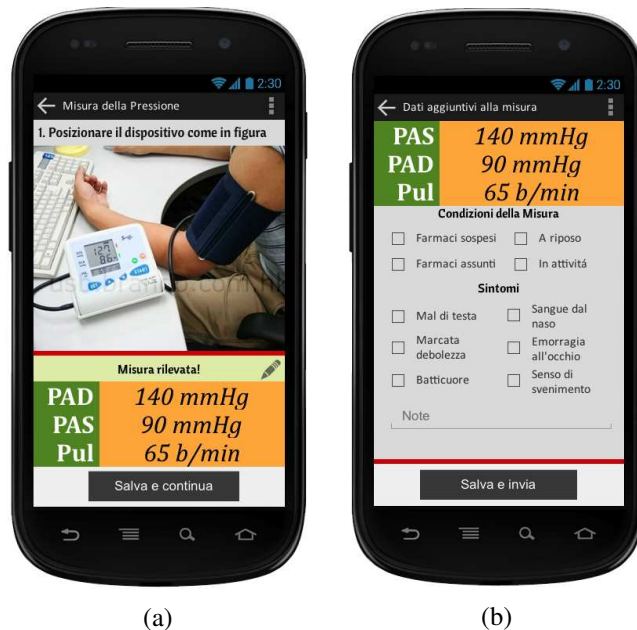 2:30
Misura della Pressione
1. Posizionare il dispositivo come in figura
127
86
START
Misura rilevata!
PAD 140 mmHg
PAS 90 mmHg
Pul 65 b/min
Salva e continua
(a)
2:30
Dati aggiuntivi alla misura
PAS 140 mmHg
PAD 90 mmHg
Pul 65 b/min
Condizioni della Misura
Farmaci sospesi A riposo
Farmaci assunti In attivitá
Sintomi
Mal di testa Sangue dal naso
Marcata debolezza Emorragia all'occhio
Batticuore Senso di svenimento
Note
Salva e invia
(b)